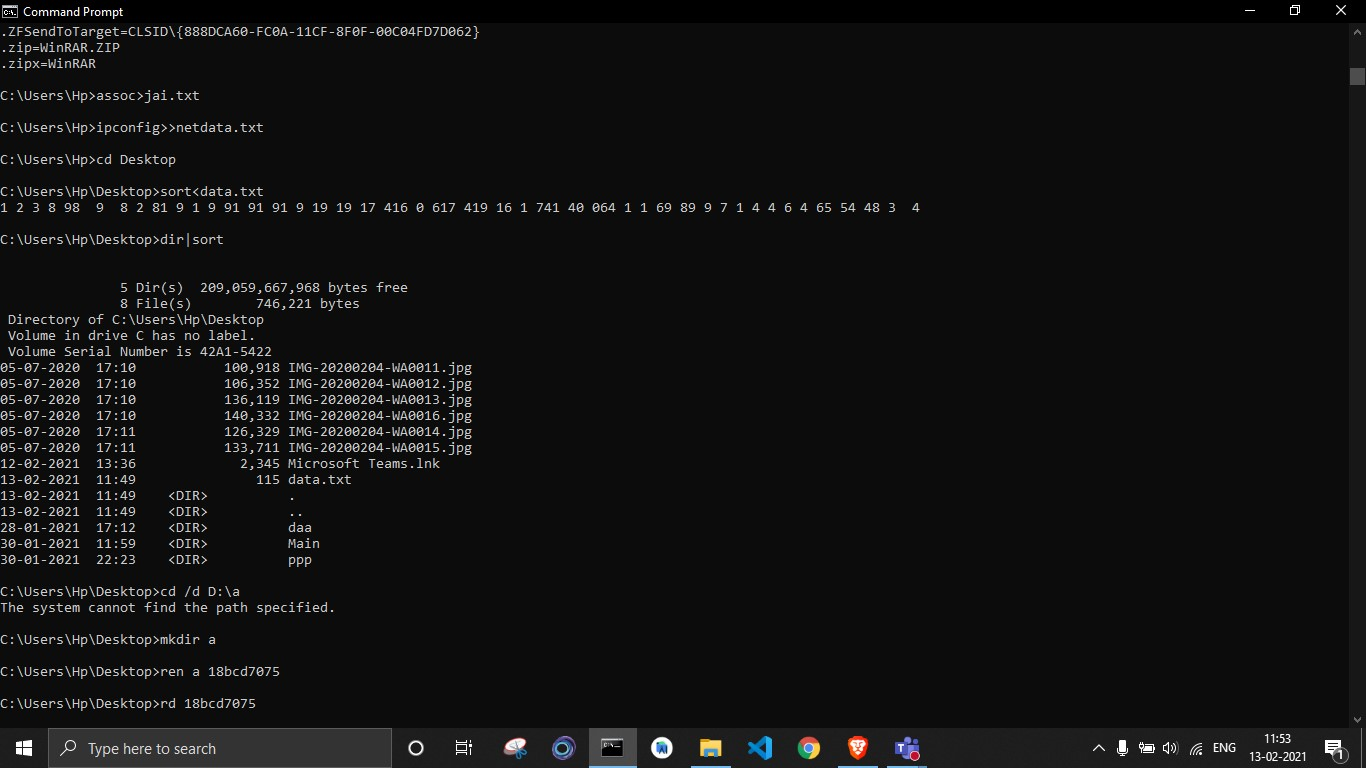 Command Prompt
.ZFSendToTarget=CLSID\{888DCA60-FC0A-11CF-8F0F-00C04FD7D062}
.zip=WinRAR.ZIP
.zipx=WinRAR
C:\Users\Hp>assoc>jai.txt
C:\Users\Hp>ipconfig>>netdata.txt
C:\Users\Hp>cd Desktop
C:\Users\Hp\Desktop>sort<data.txt
1 2 3 8 98  9  8 2 81 9 1 9 91 91 91 9 19 19 17 416 0 617 419 16 1 741 40 064 1 1 69 89 9 7 1 4 4 6 4 65 54 48 3  4
C:\Users\Hp\Desktop>dir|sort
               5 Dir(s)  209,059,667,968 bytes free
               8 File(s)        746,221 bytes
 Directory of C:\Users\Hp\Desktop
 Volume in drive C has no label.
 Volume Serial Number is 42A1-5422
05-07-2020  17:10           100,918 IMG-20200204-WA0011.jpg
05-07-2020  17:10           106,352 IMG-20200204-WA0012.jpg
05-07-2020  17:10           136,119 IMG-20200204-WA0013.jpg
05-07-2020  17:10           140,332 IMG-20200204-WA0016.jpg
05-07-2020  17:11           126,329 IMG-20200204-WA0014.jpg
05-07-2020  17:11           133,711 IMG-20200204-WA0015.jpg
12-02-2021  13:36             2,345 Microsoft Teams.lnk
13-02-2021  11:49               115 data.txt
13-02-2021  11:49    <DIR>          .
13-02-2021  11:49    <DIR>          ..
28-01-2021  17:12    <DIR>          daa
30-01-2021  11:59    <DIR>          Main
30-01-2021  22:23    <DIR>          ppp
C:\Users\Hp\Desktop>cd /d D:\a
The system cannot find the path specified.
C:\Users\Hp\Desktop>mkdir a
C:\Users\Hp\Desktop>ren a 18bcd7075
C:\Users\Hp\Desktop>rd 18bcd7075
Type here to search
ENG
11:53
13-02-2021
1